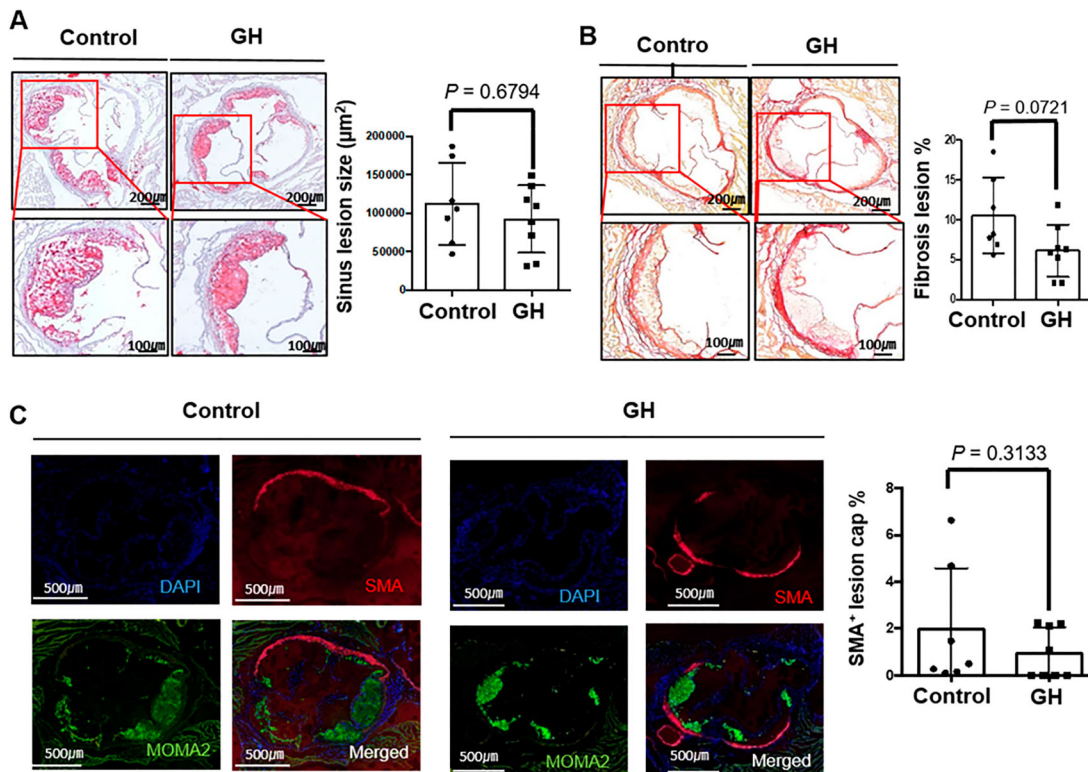 A
Control
GH
200μm
200μm
100μm
100μm
P = 0.6794
Sinus lesion size (μm²)
200000
150000
100000
50000
0
Control
GH
B
Contro
GH
200μm
200μm
100μm
100μm
P = 0.0721
Fibrosis lesion %
20
15
10
5
0
Control
GH
C
Control
GH
500μm
DAPI
500μm
SMA
500μm
DAPI
500μm
SMA
500μm
MOMA2
500μm
Merged
500μm
MOMA2
500μm
Merged
P = 0.3133
SMA⁺ lesion cap %
8
6
4
2
0
Control
GH